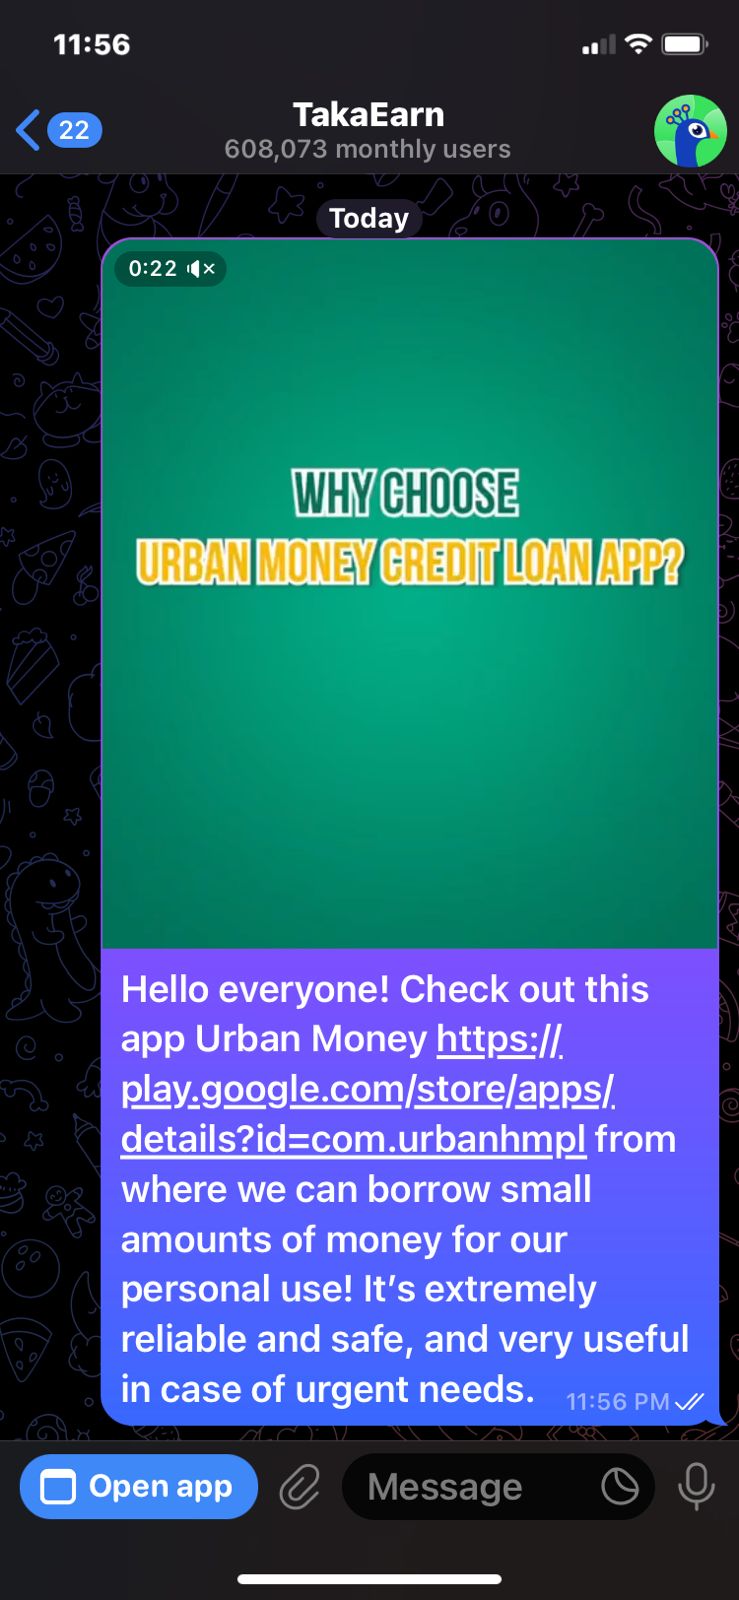 11:56
22
TakaEarn
608,073 monthly users
Today
0:22
WHY CHOOSE
URBAN MONEY CREDIT LOAN APP?
Hello everyone! Check out this
app Urban Money https://
play.google.com/store/apps/
details?id=com.urbanhmpl from
where we can borrow small
amounts of money for our
personal use! It’s extremely
reliable and safe, and very useful
in case of urgent needs.
11:56 PM
Open app
Message